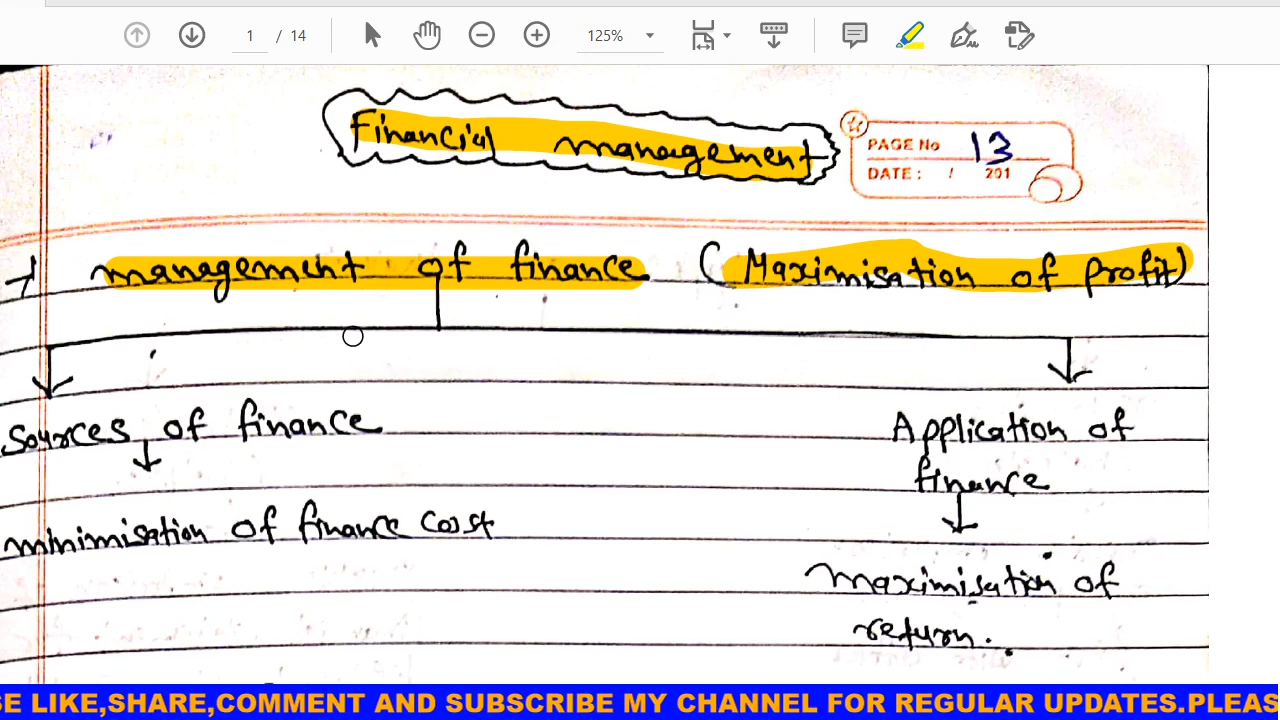 1 / 14
125%
Financial management
PAGE No 13
DATE : / 201
management of finance (Maximisation of profit)
Sources of finance
Application of
finance
minimisation of finance cost
maximisation of
return.
SE LIKE,SHARE,COMMENT AND SUBSCRIBE MY CHANNEL FOR REGULAR UPDATES.PLEAS